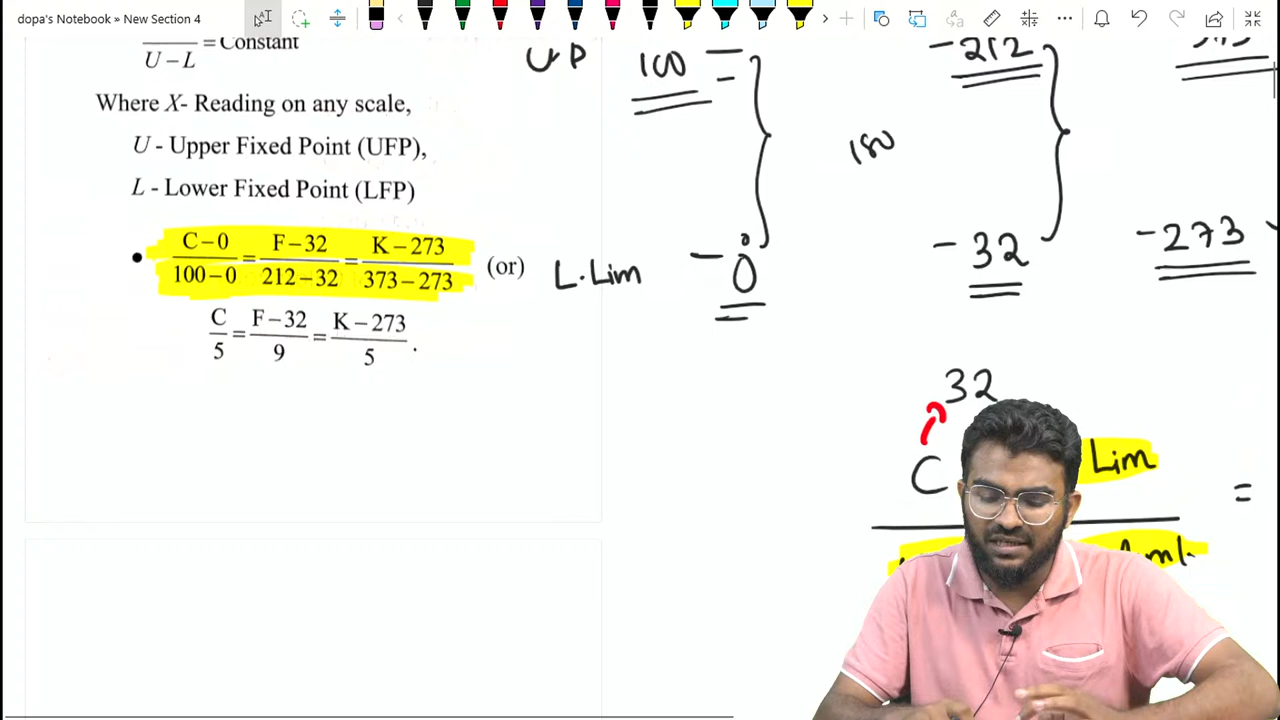 dopa's Notebook » New Section 4
U – L = Constant
Where X- Reading on any scale,
U - Upper Fixed Point (UFP),
L - Lower Fixed Point (LFP)
• C – 0 / 100 – 0 = F – 32 / 212 – 32 = K – 273 / 373 – 273 (or)
C / 5 = F – 32 / 9 = K – 273 / 5 .
U.P 100
- 212
180
L.Lim - 0
- 32
- 273
32
C Lim =